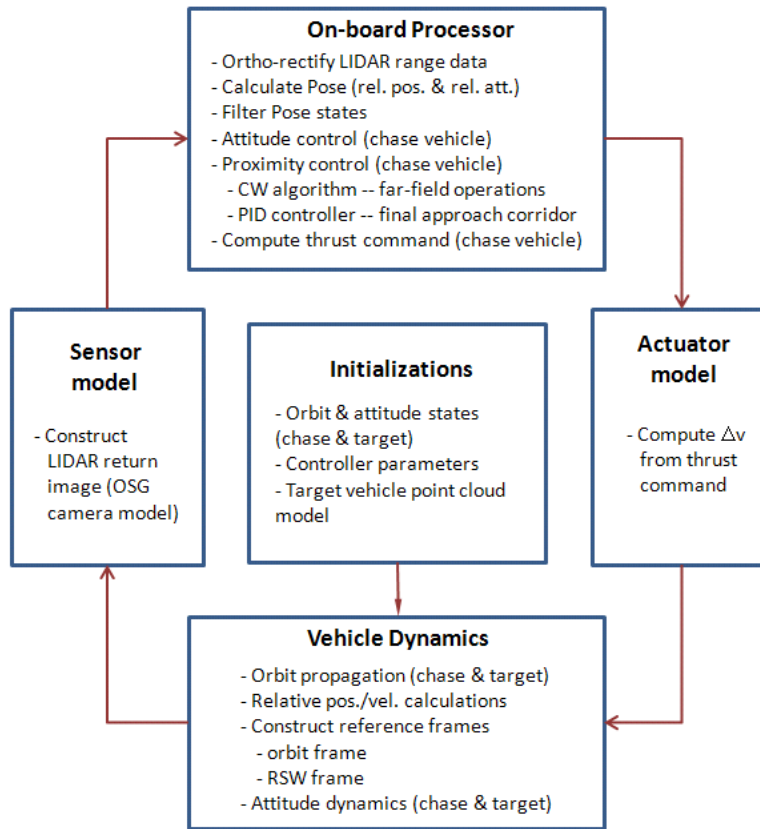 On-board Processor
- Ortho-rectify LIDAR range data
- Calculate Pose (rel. pos. & rel. att.)
- Filter Pose states
- Attitude control (chase vehicle)
- Proximity control (chase vehicle)
- CW algorithm -- far-field operations
- PID controller -- final approach corridor
- Compute thrust command (chase vehicle)
Sensor
model
- Construct
LIDAR return
image (OSG
camera model)
Initializations
- Orbit & attitude states
(chase & target)
- Controller parameters
- Target vehicle point cloud
model
Actuator
model
- Compute Δv
from thrust
command
Vehicle Dynamics
- Orbit propagation (chase & target)
- Relative pos./vel. calculations
- Construct reference frames
- orbit frame
- RSW frame
- Attitude dynamics (chase & target)